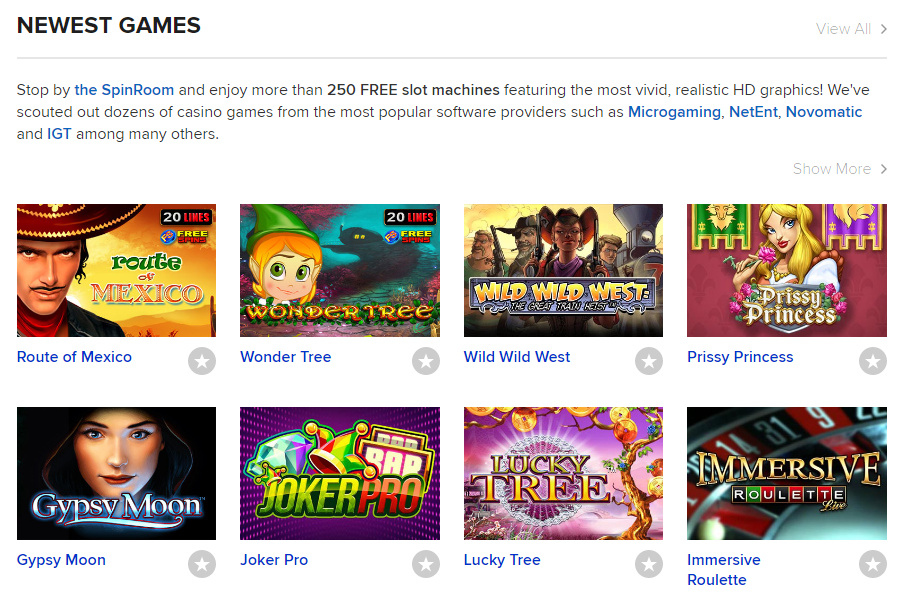 NEWEST GAMES
View All
Stop by the SpinRoom and enjoy more than 250 FREE slot machines featuring the most vivid, realistic HD graphics! We've
scouted out dozens of casino games from the most popular software providers such as Microgaming, NetEnt, Novomatic
and IGT among many others.
Show More
20 LINES
FREE
SPINS
route
of
MEXICO
20 LINES
FREE
SPINS
WONDER TREE
WILD WILD WEST:
THE GREAT TRAIN HEIST
Prissy
Princess
Route of Mexico
Wonder Tree
Wild Wild West
Prissy Princess
Gypsy Moon
BAR
JOKER PRO
LUCKY
TREE
14 31 9 22
IMMERSIVE
ROULETTE
Live
Gypsy Moon
Joker Pro
Lucky Tree
Immersive
Roulette